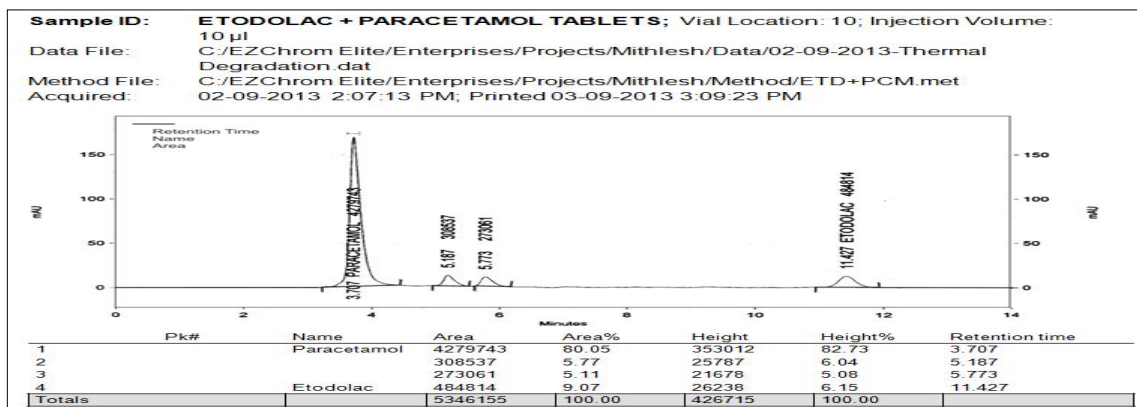 Sample ID: ETODOLAC + PARACETAMOL TABLETS; Vial Location: 10; Injection Volume:
10 µl
Data File: C:/EZChrom Elite/Enterprises/Projects/Mithlesh/Data/02-09-2013-Thermal
Degradation.dat
Method File: C:/EZChrom Elite/Enterprises/Projects/Mithlesh/Method/ETD+PCM.met
Acquired: 02-09-2013 2:07:13 PM; Printed 03-09-2013 3:09:23 PM
Retention Time
Name
Area
150 150
100 100
50 50
0 0
mAU mAU
3.707 PARACETAMOL 4279743
5.187 308537
5.773 273061
11.427 ETODOLAC 484814
0 2 4 6 8 10 12 14
Minutes
Pk# Name Area Area% Height Height% Retention time
1 Paracetamol 4279743 80.05 353012 82.73 3.707
2 308537 5.77 25787 6.04 5.187
3 273061 5.11 21678 5.08 5.773
4 Etodolac 484814 9.07 26238 6.15 11.427
Totals 5346155 100.00 426715 100.00